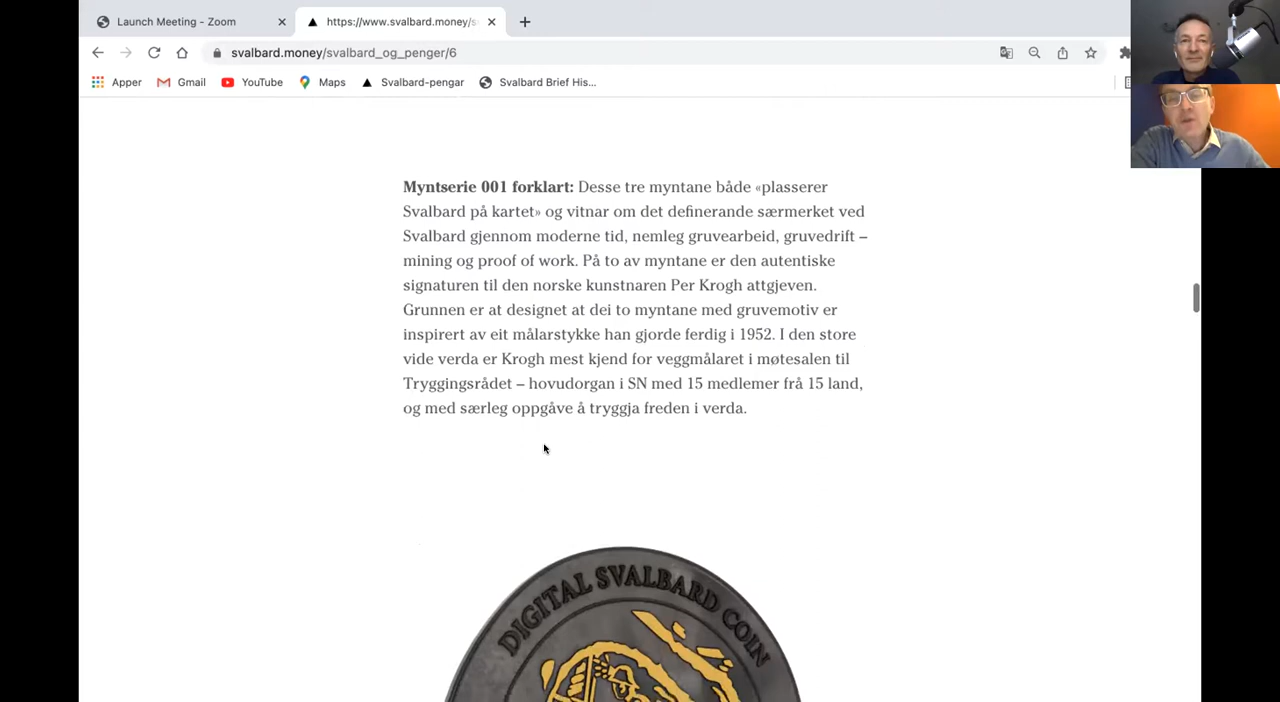 Launch Meeting - Zoom
https://www.svalbard.money/s
svalbard.money/svalbard_og_penger/6
Apper
Gmail
YouTube
Maps
Svalbard-pengar
Svalbard Brief His...
Myntserie 001 forklart: Desse tre myntane både «plasserer
Svalbard på kartet» og vitnar om det definerande særmerket ved
Svalbard gjennom moderne tid, nemleg gruvearbeid, gruvedrift –
mining og proof of work. På to av myntane er den autentiske
signaturen til den norske kunstnaren Per Krogh attgjeven.
Grunnen er at designet at dei to myntane med gruvemotiv er
inspirert av eit målarstykke han gjorde ferdig i 1952. I den store
vide verda er Krogh mest kjend for veggmålaret i møtesalen til
Tryggingsrådet – hovudorgan i SN med 15 medlemer frå 15 land,
og med særleg oppgåve å tryggja freden i verda.
DIGITAL SVALBARD COIN